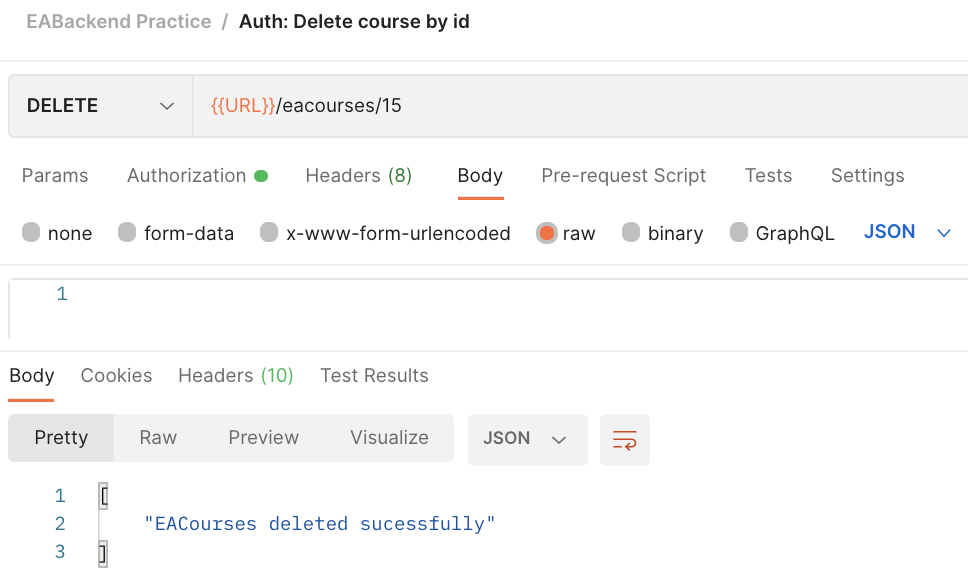 EABackend Practice / Auth: Delete course by id
DELETE {{URL}}/eacourses/15
Params Authorization Headers (8) Body Pre-request Script Tests Settings
none form-data x-www-form-urlencoded raw binary GraphQL JSON
1
Body Cookies Headers (10) Test Results
Pretty Raw Preview Visualize JSON
1 [
2 "EACourses deleted sucessfully"
3 ]